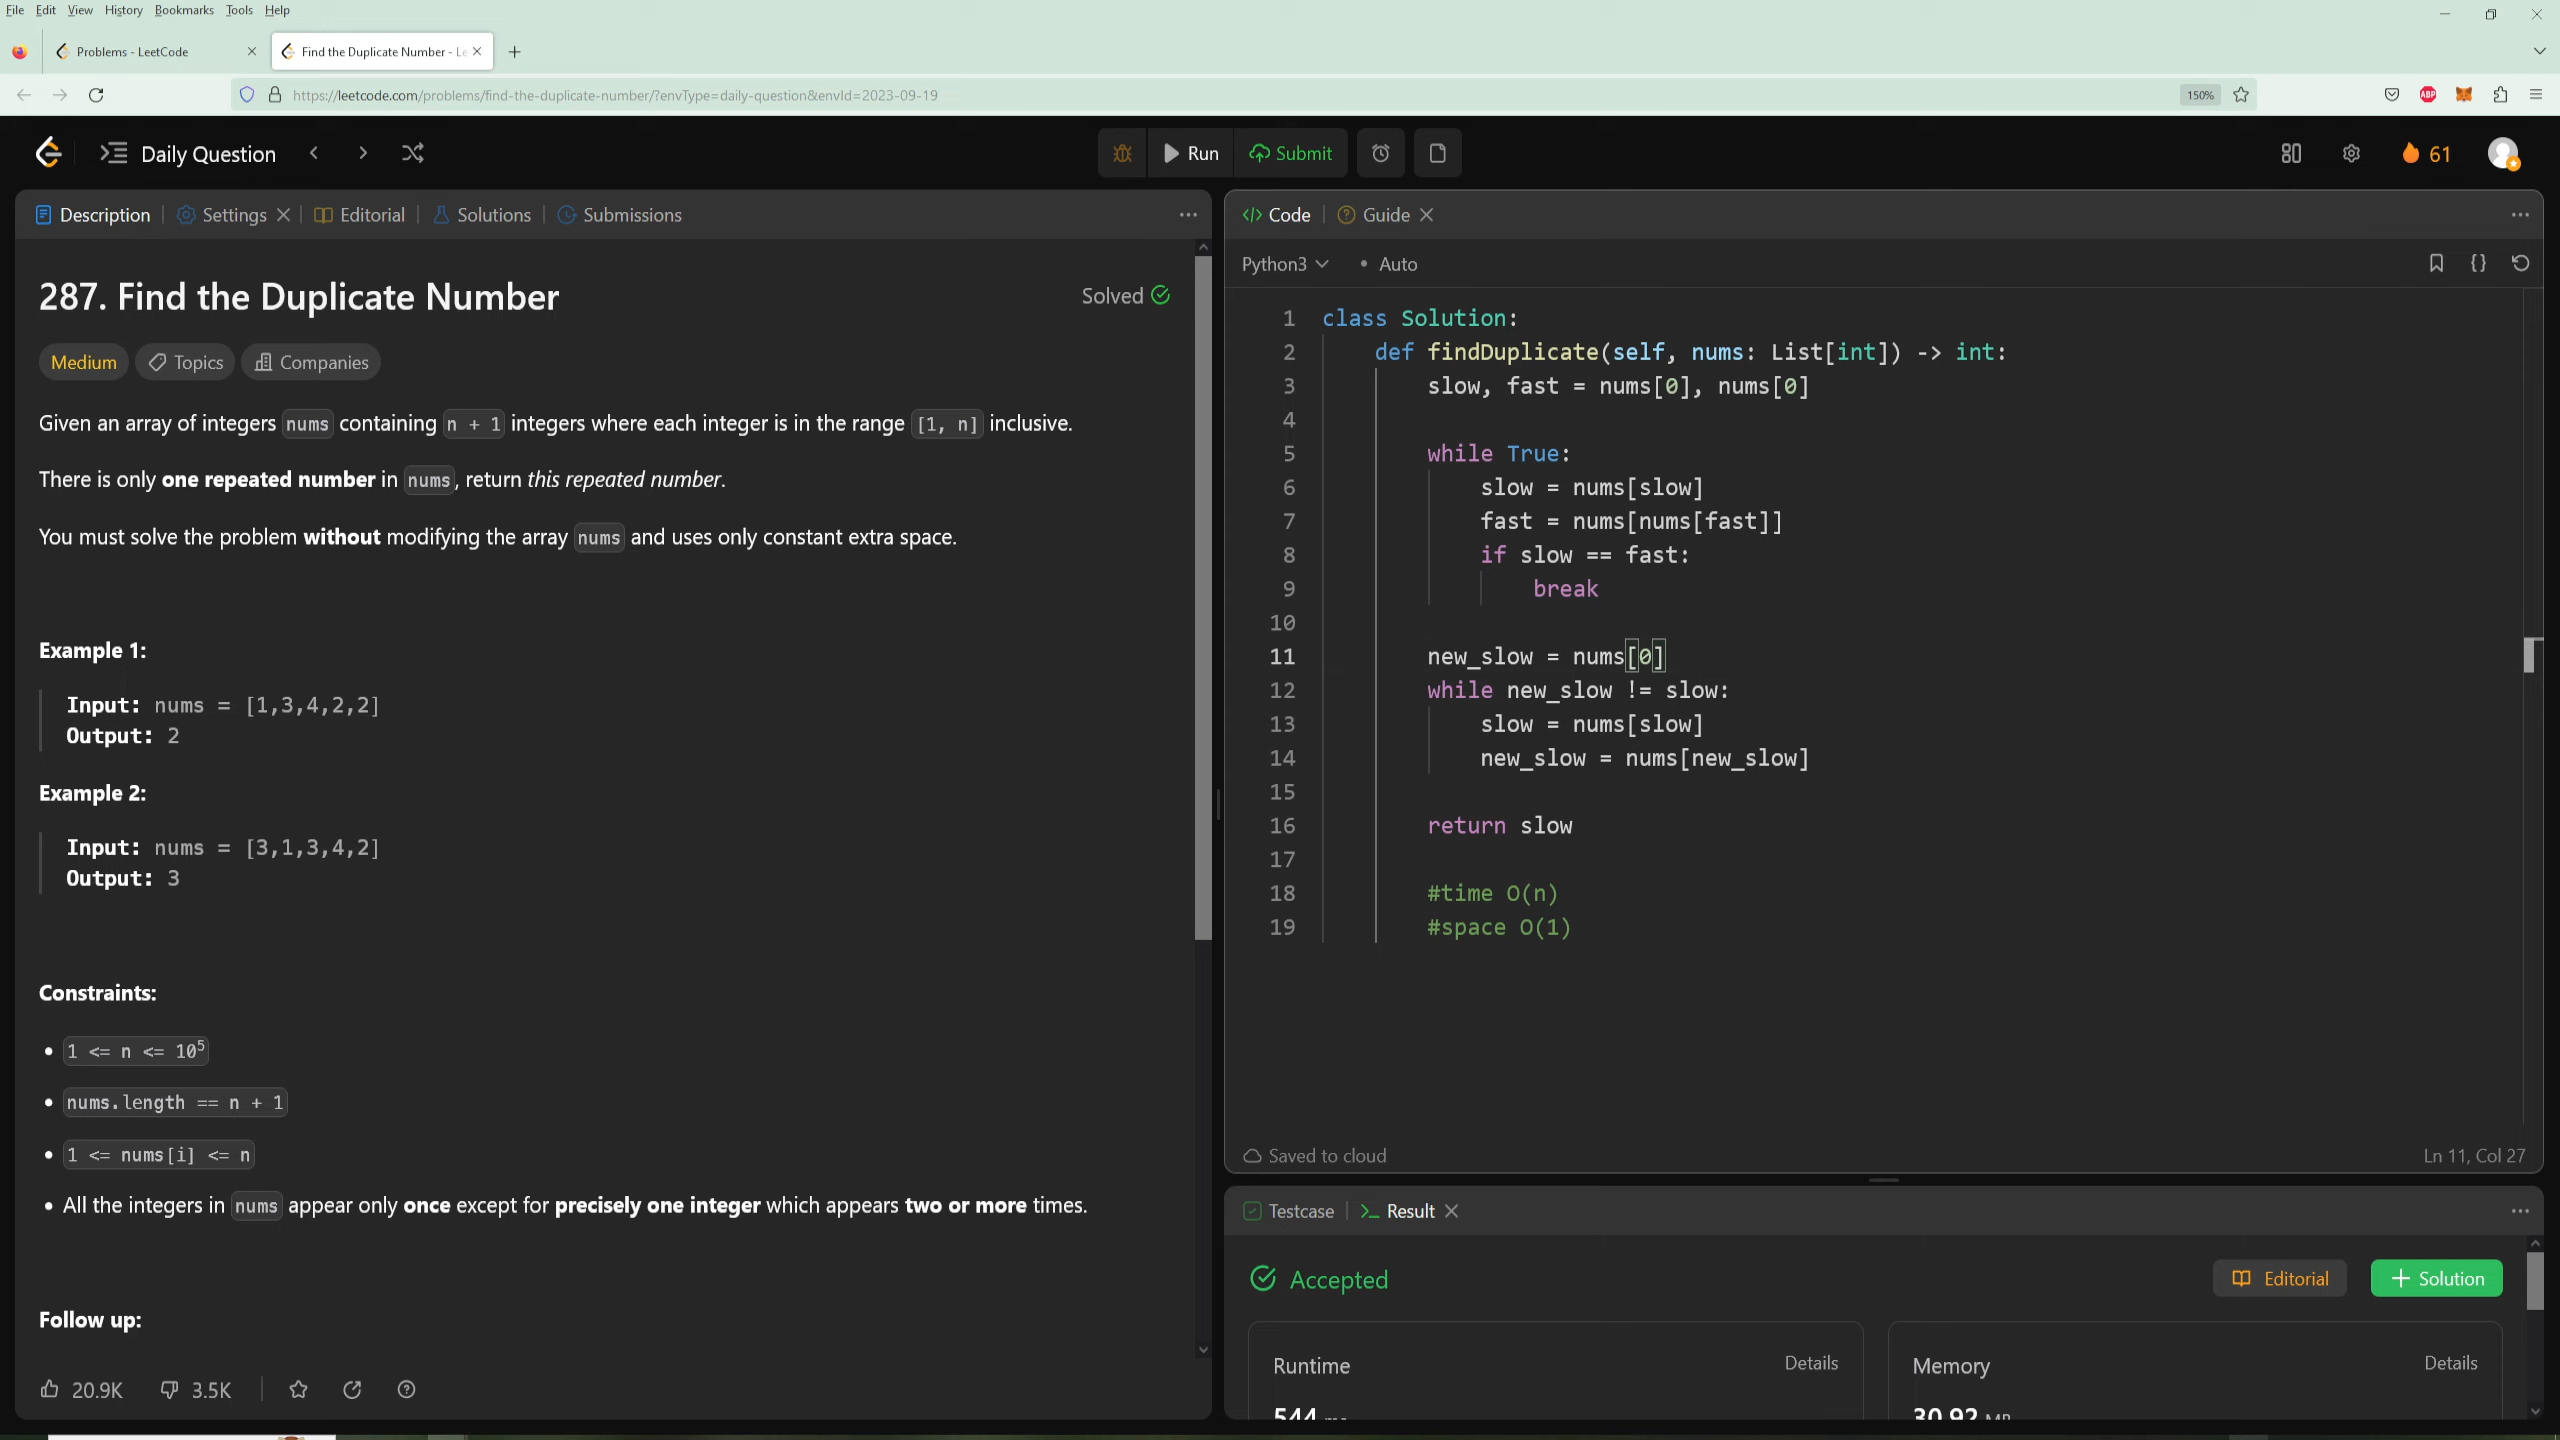 File Edit View History Bookmarks Tools Help
Problems - LeetCode
Find the Duplicate Number - Le
https://leetcode.com/problems/find-the-duplicate-number/?envType=daily-question&envId=2023-09-19
150%
ABP
Daily Question
Run
Submit
61
Description
Settings
Editorial
Solutions
Submissions
287. Find the Duplicate Number
Solved
Medium
Topics
Companies
Given an array of integers nums containing n + 1 integers where each integer is in the range [1, n] inclusive.
There is only one repeated number in nums, return this repeated number.
You must solve the problem without modifying the array nums and uses only constant extra space.
Example 1:
Input: nums = [1,3,4,2,2]
Output: 2
Example 2:
Input: nums = [3,1,3,4,2]
Output: 3
Constraints:
• 1 <= n <= 10⁵
• nums.length == n + 1
• 1 <= nums[i] <= n
• All the integers in nums appear only once except for precisely one integer which appears two or more times.
Follow up:
20.9K
3.5K
</> Code
Guide
Python3
• Auto
{}
1 class Solution:
2     def findDuplicate(self, nums: List[int]) -> int:
3         slow, fast = nums[0], nums[0]
4
5         while True:
6             slow = nums[slow]
7             fast = nums[nums[fast]]
8             if slow == fast:
9                 break
10
11         new_slow = nums[0]
12         while new_slow != slow:
13             slow = nums[slow]
14             new_slow = nums[new_slow]
15
16         return slow
17
18         #time O(n)
19         #space O(1)
Saved to cloud
Ln 11, Col 27
Testcase
>_ Result
Accepted
Editorial
+ Solution
Runtime
Details
544 ms
Memory
Details
30.92 MB